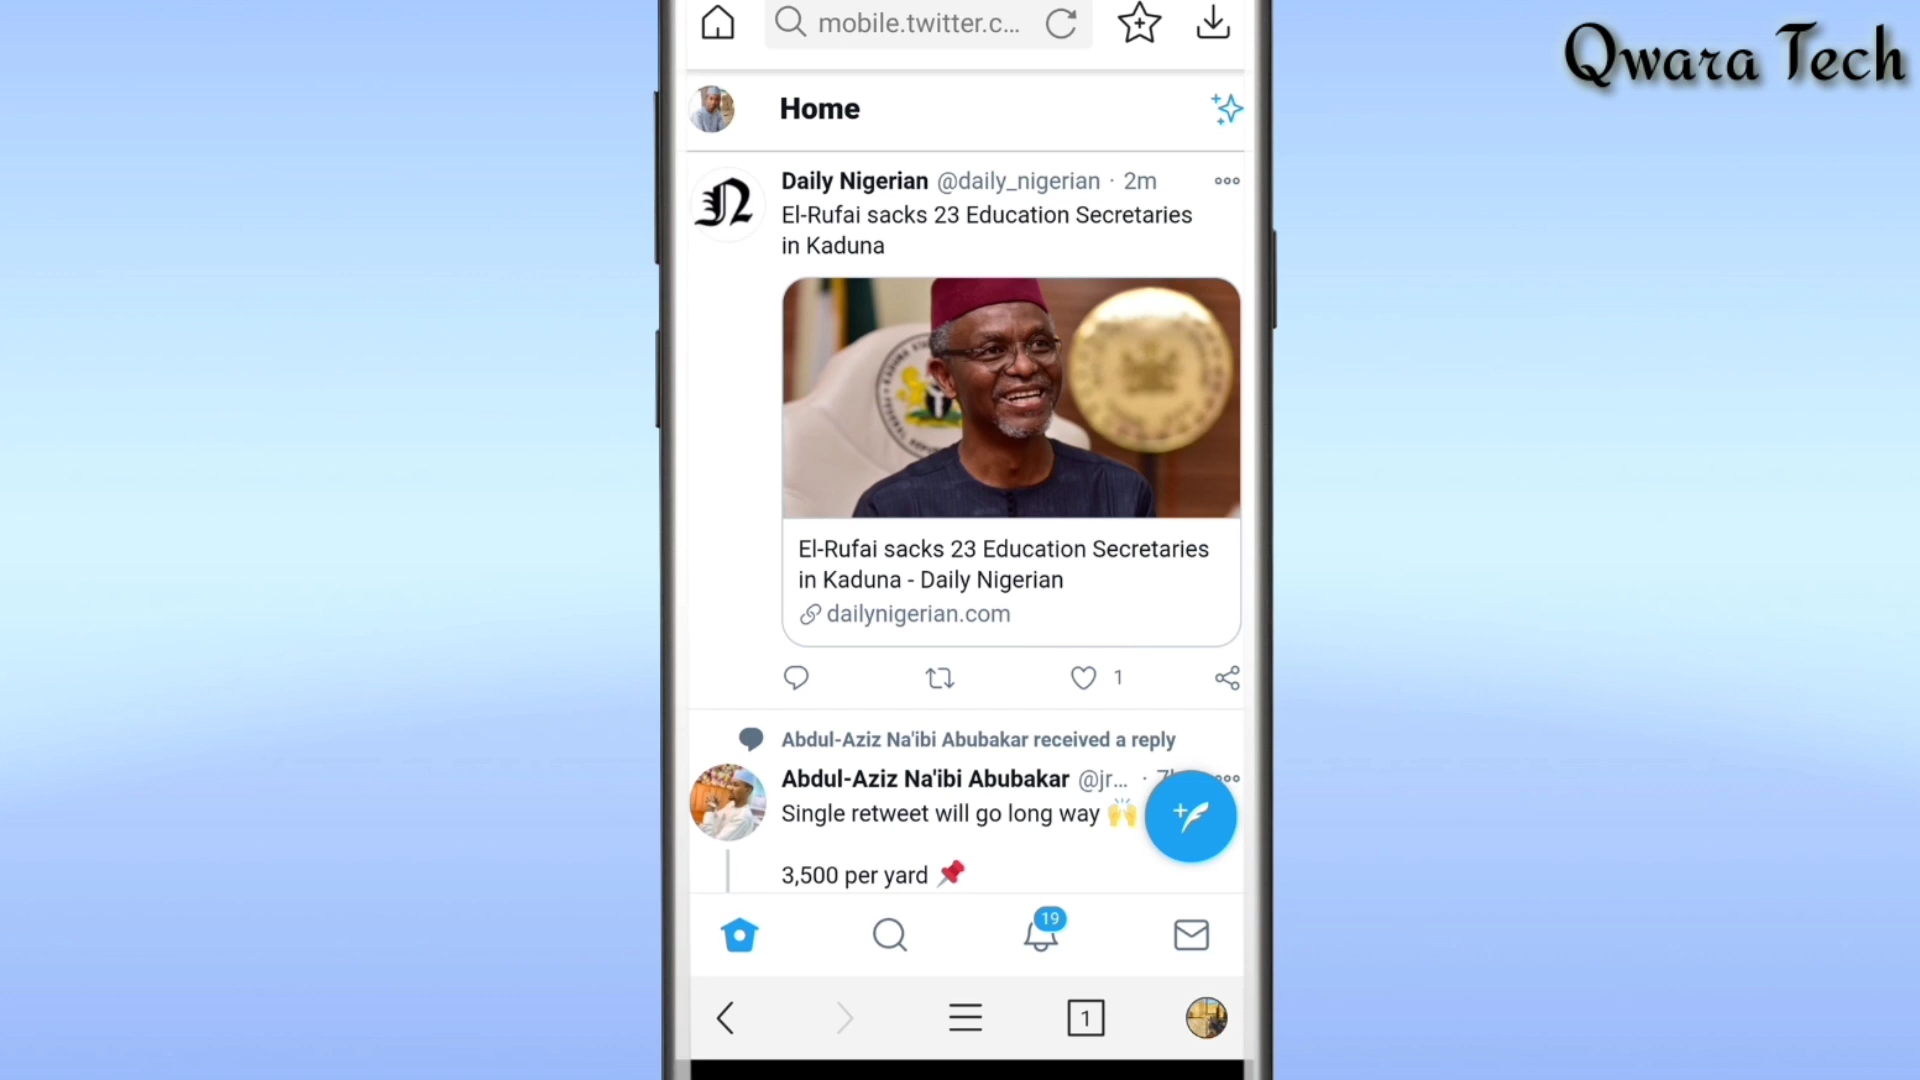 Qwara Tech
mobile.twitter.c...
Home
Daily Nigerian @daily_nigerian · 2m
El-Rufai sacks 23 Education Secretaries
in Kaduna
El-Rufai sacks 23 Education Secretaries
in Kaduna - Daily Nigerian
dailynigerian.com
1
Abdul-Aziz Na'ibi Abubakar received a reply
Abdul-Aziz Na'ibi Abubakar @jr... ·
Single retweet will go long way 🙌
3,500 per yard 📌
19
1